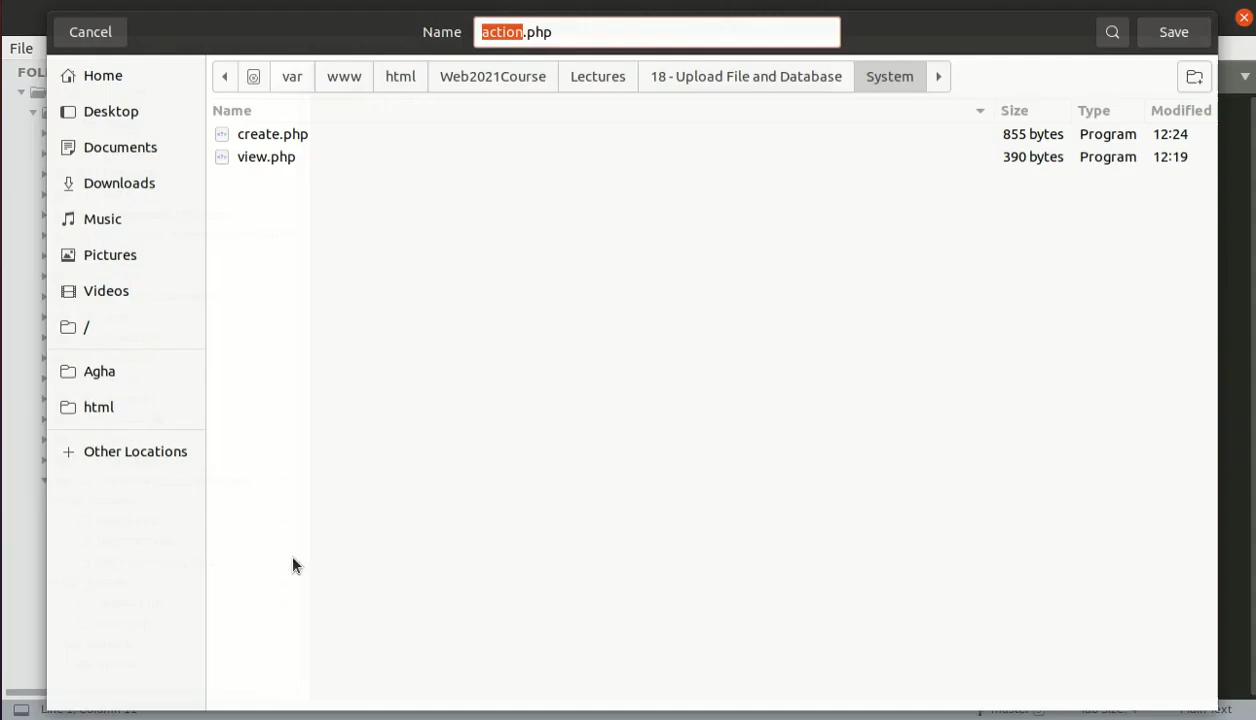 Cancel Name action.php Save
File
FOL
Home var www html Web2021Course Lectures 18 - Upload File and Database System
Name Size Type Modified
Desktop
create.php 855 bytes Program 12:24
Documents
view.php 390 bytes Program 12:19
Downloads
Music
Pictures
Videos
/
Agha
html
Other Locations